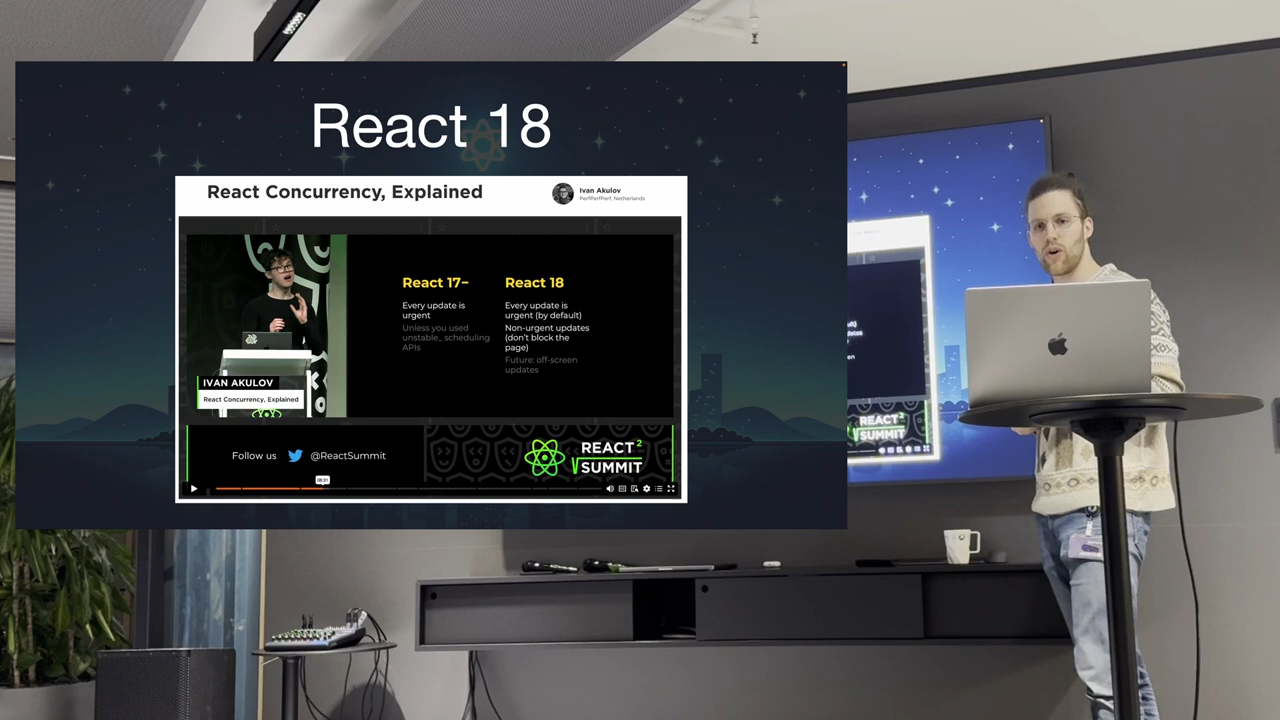 React 18
React Concurrency, Explained
Ivan Akulov
PerfPerfPerf, Netherlands
React 17–
Every update is
urgent
Unless you used
unstable_ scheduling
APIs
React 18
Every update is
urgent (by default)
Non-urgent updates
(don't block the
page)
Future: off-screen
updates
IVAN AKULOV
React Concurrency, Explained
Follow us @ReactSummit
REACT 2
SUMMIT
REACT 2
SUMMIT